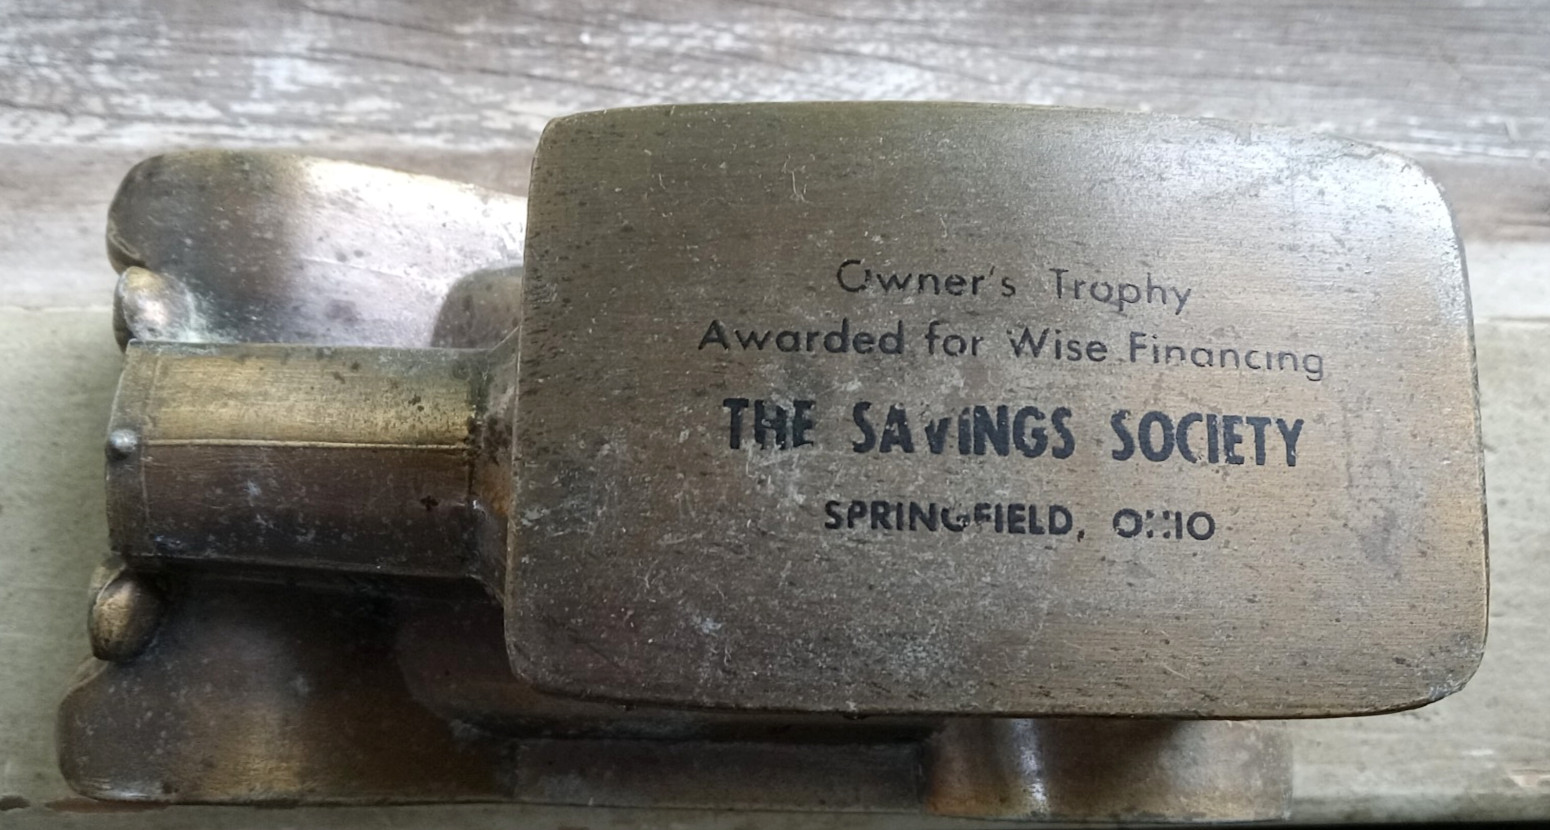 Owner's Trophy
Awarded for Wise Financing
THE SAVINGS SOCIETY
SPRINGFIELD, OHIO